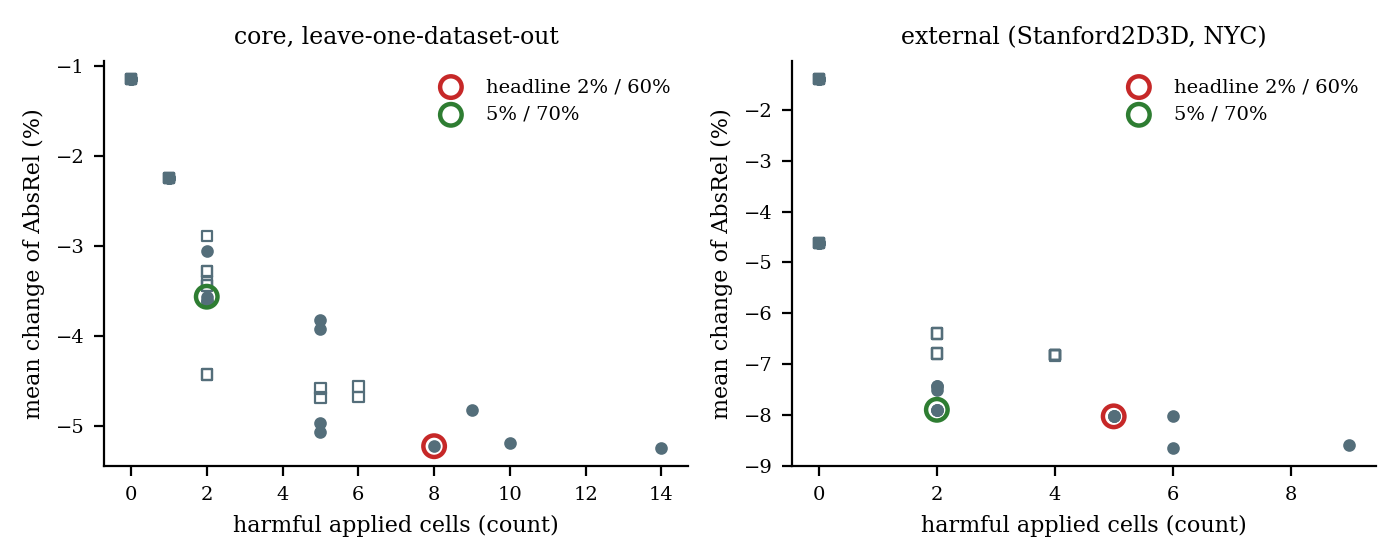 core, leave-one-dataset-out
headline 2% / 60%
5% / 70%
mean change of AbsRel (%)
−1
−2
−3
−4
−5
0 2 4 6 8 10 12 14
harmful applied cells (count)
external (Stanford2D3D, NYC)
headline 2% / 60%
5% / 70%
mean change of AbsRel (%)
−2
−3
−4
−5
−6
−7
−8
−9
0 2 4 6 8
harmful applied cells (count)